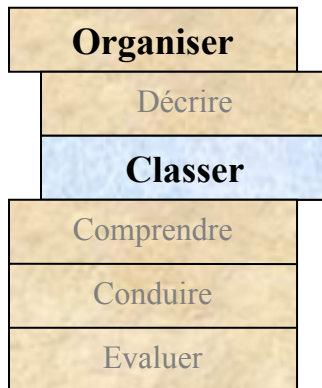 Organiser
Décrire
Classer
Comprendre
Conduire
Evaluer